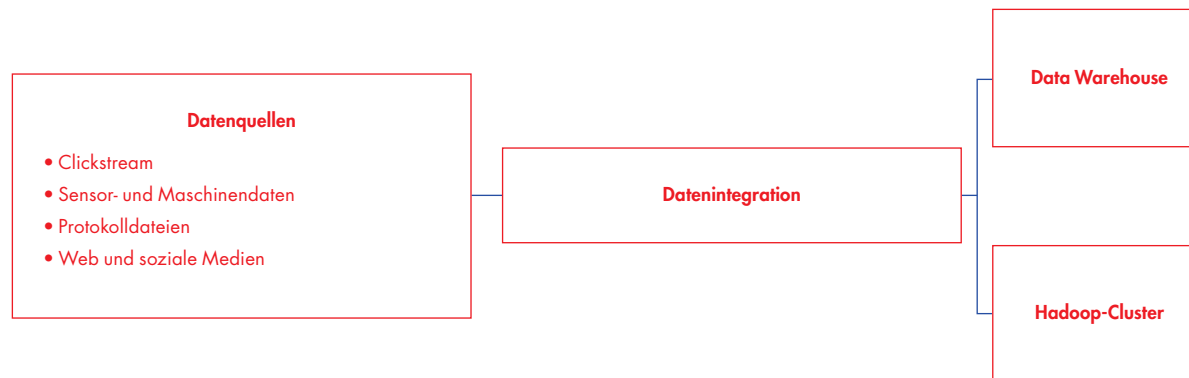 Datenquellen
• Clickstream
• Sensor- und Maschinendaten
• Protokolldateien
• Web und soziale Medien
Datenintegration
Data Warehouse
Hadoop-Cluster